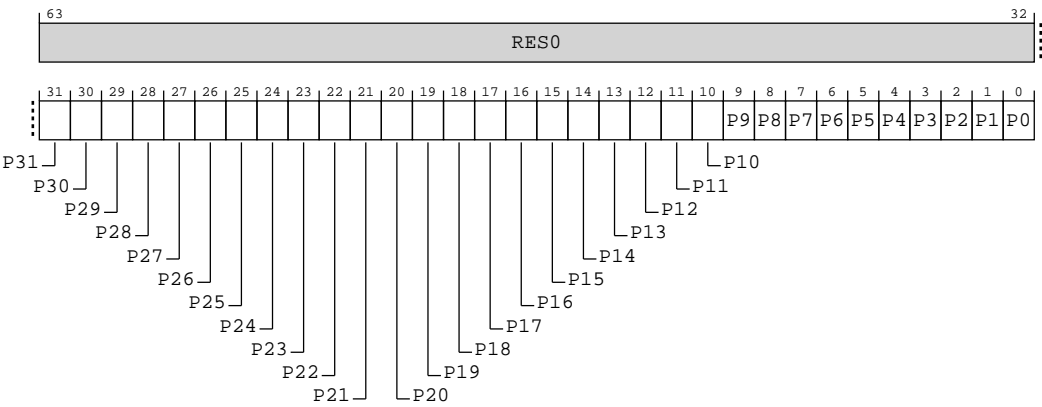 63 32
RES0
31 30 29 28 27 26 25 24 23 22 21 20 19 18 17 16 15 14 13 12 11 10 9 8 7 6 5 4 3 2 1 0
P9 P8 P7 P6 P5 P4 P3 P2 P1 P0
P31 P10
P30 P11
P29 P12
P28 P13
P27 P14
P26 P15
P25 P16
P24 P17
P23 P18
P22 P19
P21 P20